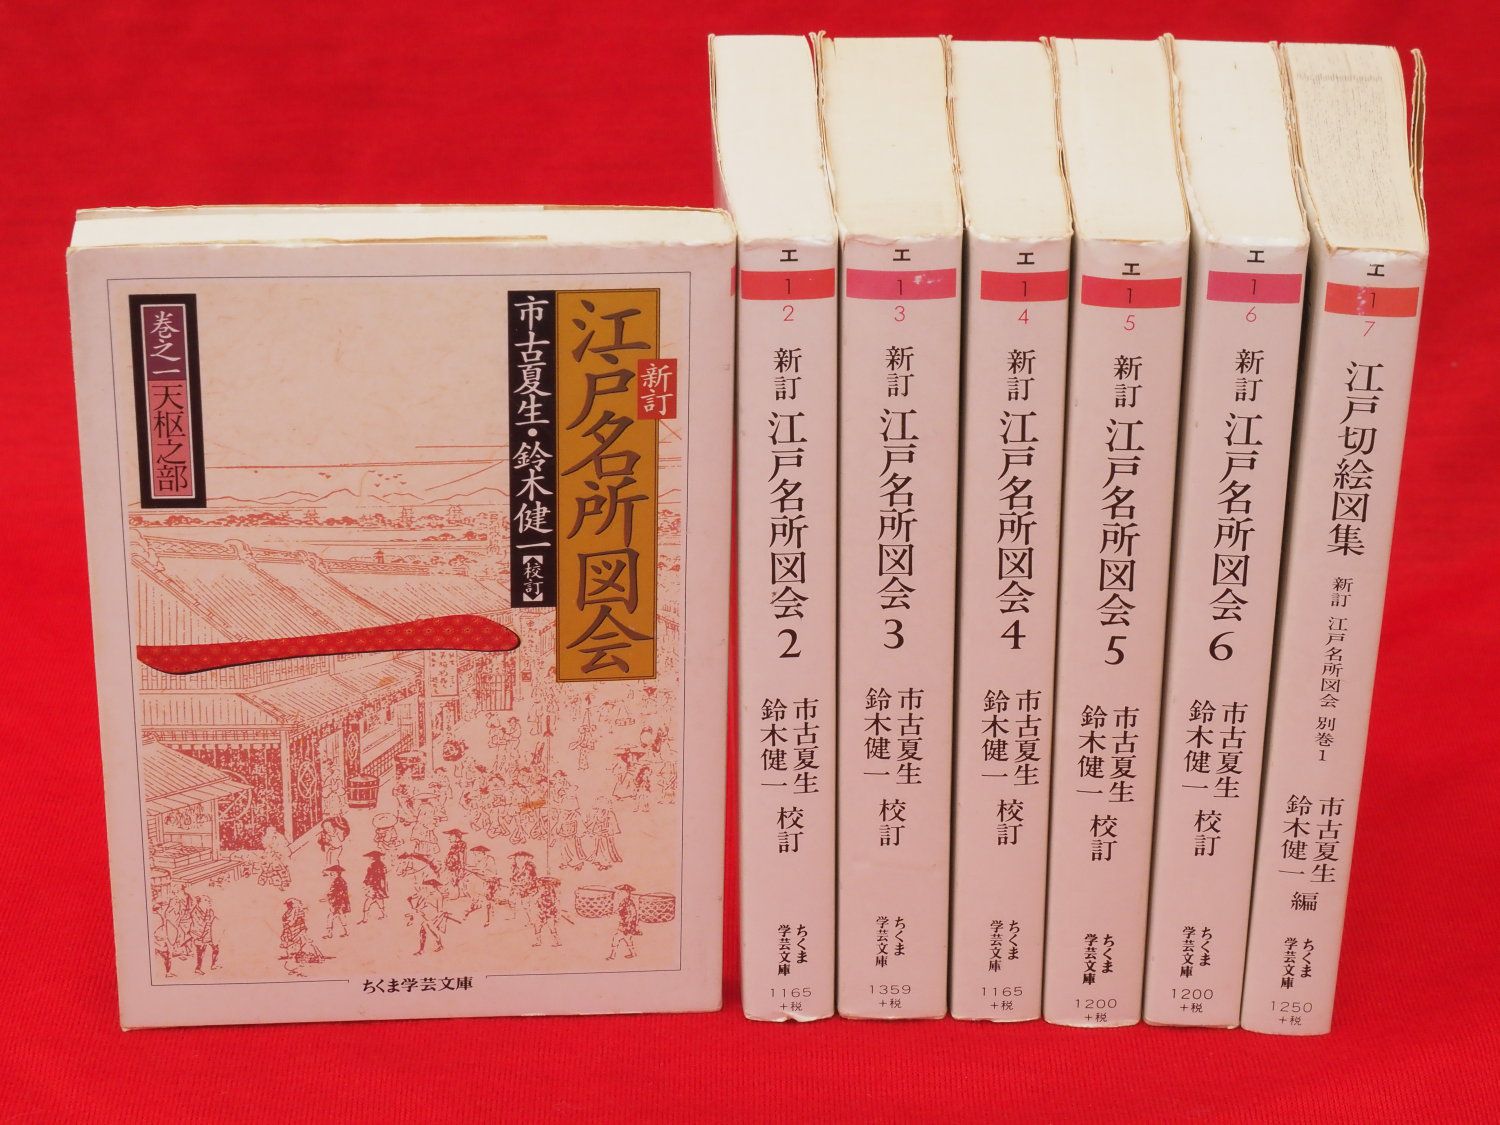 新訂
江戸名所図会
市古夏生・鈴木健一【校訂】
巻之一 天枢之部
一
ちくま学芸文庫
エ
1
2
新訂 江戸名所図会 2
市古夏生
鈴木健一
校訂
ちくま
学芸文庫
1165
+税
エ
1
3
新訂 江戸名所図会 3
市古夏生
鈴木健一
校訂
ちくま
学芸文庫
1359
+税
エ
1
4
新訂 江戸名所図会 4
市古夏生
鈴木健一
校訂
ちくま
学芸文庫
1165
+税
エ
1
5
新訂 江戸名所図会 5
市古夏生
鈴木健一
校訂
ちくま
学芸文庫
1200
+税
エ
1
6
新訂 江戸名所図会 6
市古夏生
鈴木健一
校訂
ちくま
学芸文庫
1200
+税
エ
1
7
江戸切絵図集
新訂 江戸名所図会 別巻1
市古夏生
鈴木健一
編
ちくま
学芸文庫
1250
+税